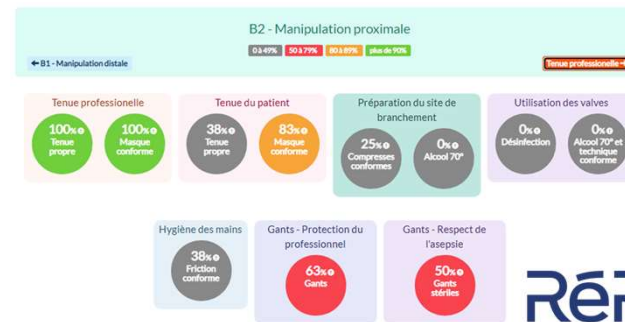 B2 - Manipulation proximale
0 à 49% 50 à 79% 80 à 89% plus de 90%
B1 - Manipulation distale
Tenue professionelle
Tenue professionelle
100%
Tenue
propre
100%
Masque
conforme
Tenue du patient
38%
Tenue
propre
83%
Masque
conforme
Préparation du site de
branchement
25%
Compresses
conformes
0%
Alcool 70°
Utilisation des valves
0%
Désinfection
0%
Alcool 70° et
technique
conforme
Hygiène des mains
38%
Friction
conforme
Gants - Protection du
professionnel
63%
Gants
Gants - Respect de
l'asepsie
50%
Gants
stériles
RéP